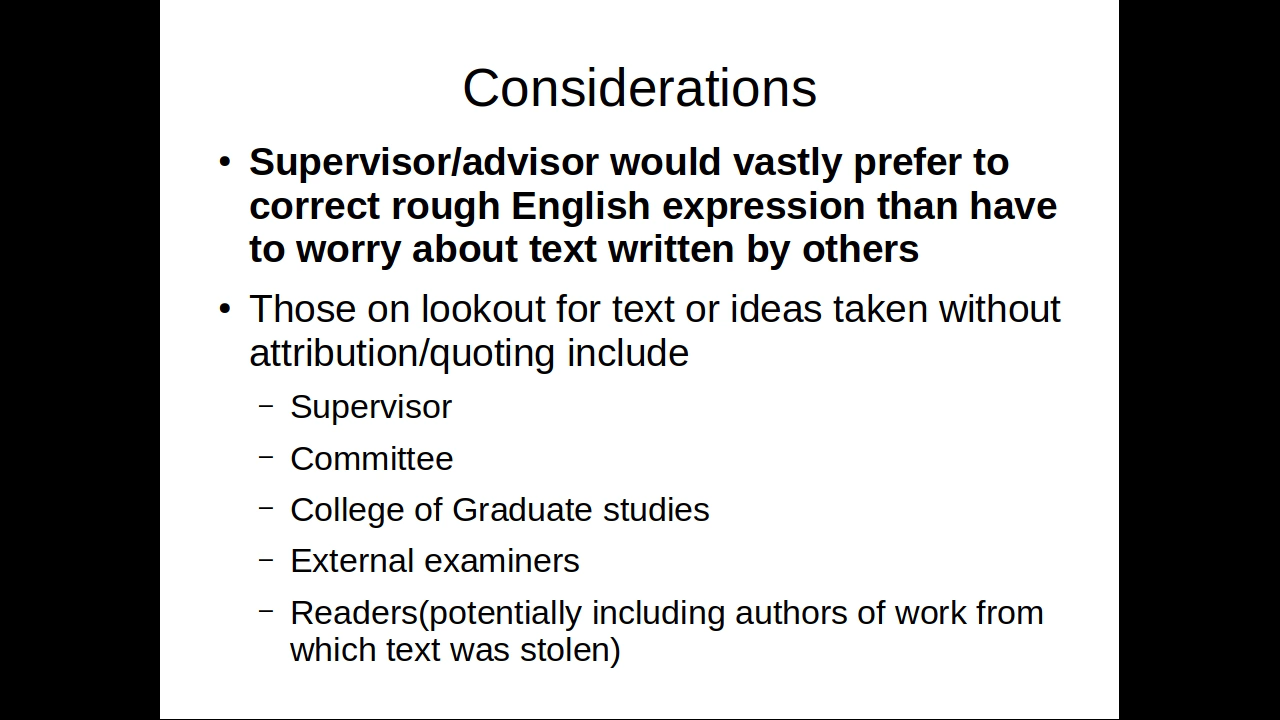 Considerations
• Supervisor/advisor would vastly prefer to
correct rough English expression than have
to worry about text written by others
• Those on lookout for text or ideas taken without
attribution/quoting include
– Supervisor
– Committee
– College of Graduate studies
– External examiners
– Readers(potentially including authors of work from
which text was stolen)